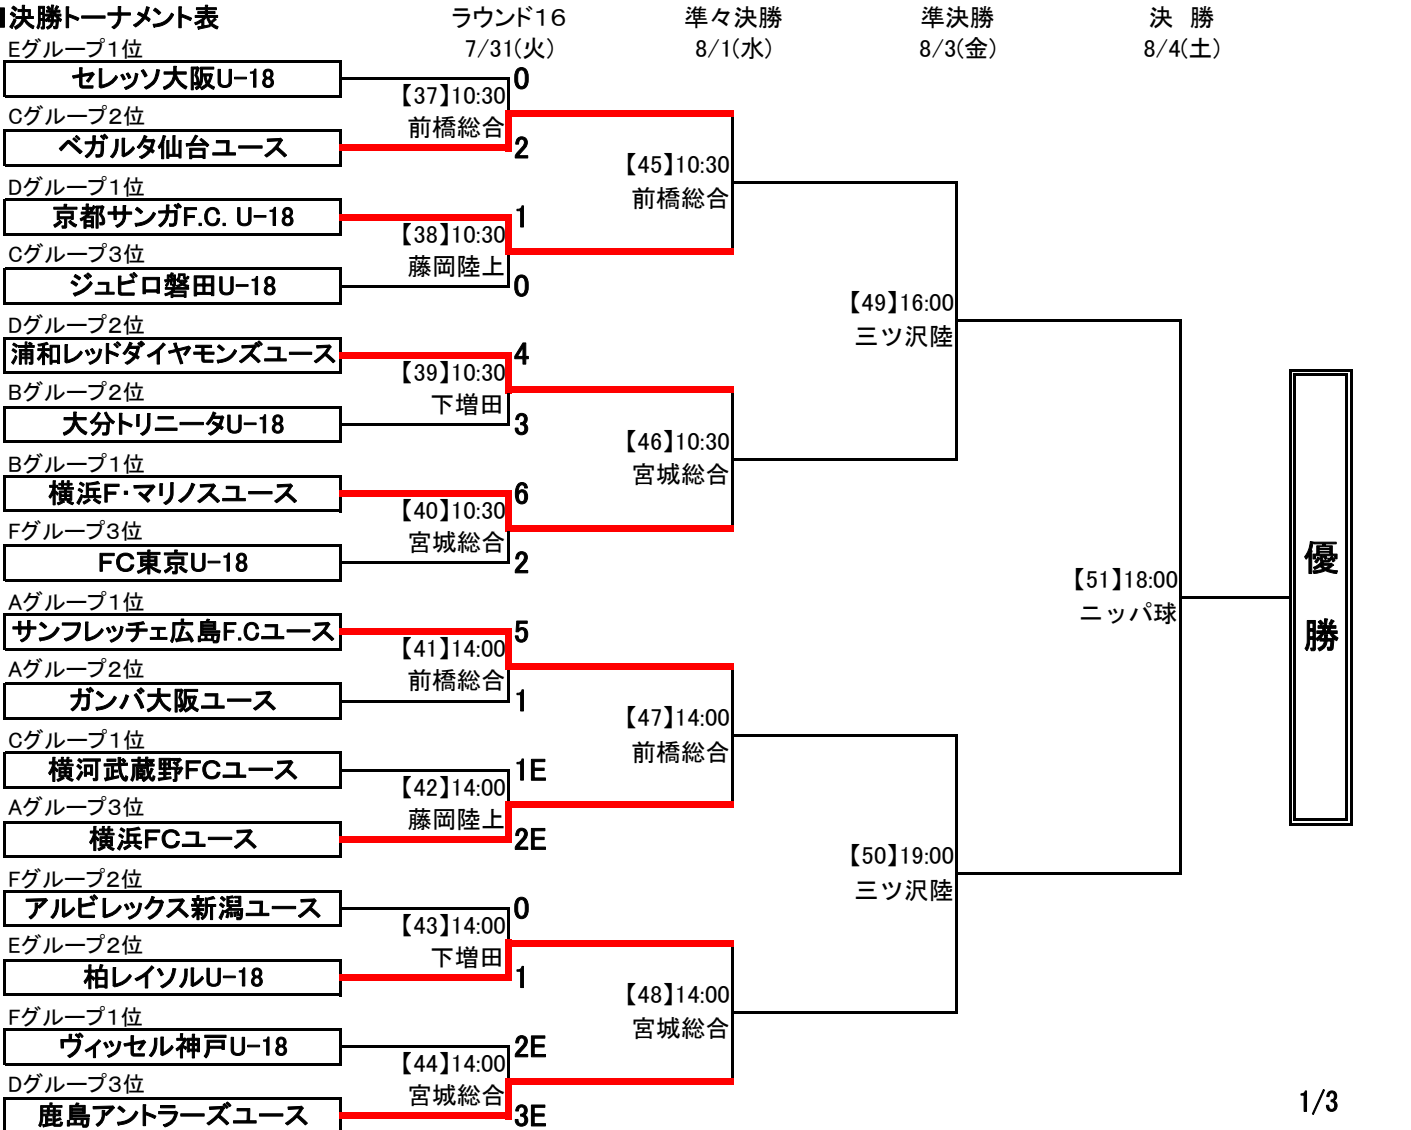 ■決勝トーナメント表
ラウンド16 準々決勝 準決勝 決 勝
7/31(火) 8/1(水) 8/3(金) 8/4(土)
Eグループ1位
セレッソ大阪U-18 0
【37】10:30
前橋総合
Cグループ2位
ベガルタ仙台ユース 2
【45】10:30
前橋総合
Dグループ1位
京都サンガF.C. U-18 1
【38】10:30
藤岡陸上
Cグループ3位
ジュビロ磐田U-18 0
【49】16:00
三ツ沢陸
Dグループ2位
浦和レッドダイヤモンズユース 4
【39】10:30
下増田
Bグループ2位
大分トリニータU-18 3
【46】10:30
宮城総合
Bグループ1位
横浜F・マリノスユース 6
【40】10:30
宮城総合
Fグループ3位
FC東京U-18 2
【51】18:00
ニッパ球
優
勝
Aグループ1位
サンフレッチェ広島F.Cユース 5
【41】14:00
前橋総合
Aグループ2位
ガンバ大阪ユース 1
【47】14:00
前橋総合
Cグループ1位
横河武蔵野FCユース 1E
【42】14:00
藤岡陸上
Aグループ3位
横浜FCユース 2E
【50】19:00
三ツ沢陸
Fグループ2位
アルビレックス新潟ユース 0
【43】14:00
下増田
Eグループ2位
柏レイソルU-18 1
【48】14:00
宮城総合
Fグループ1位
ヴィッセル神戸U-18 2E
【44】14:00
宮城総合
Dグループ3位
鹿島アントラーズユース 3E
1/3